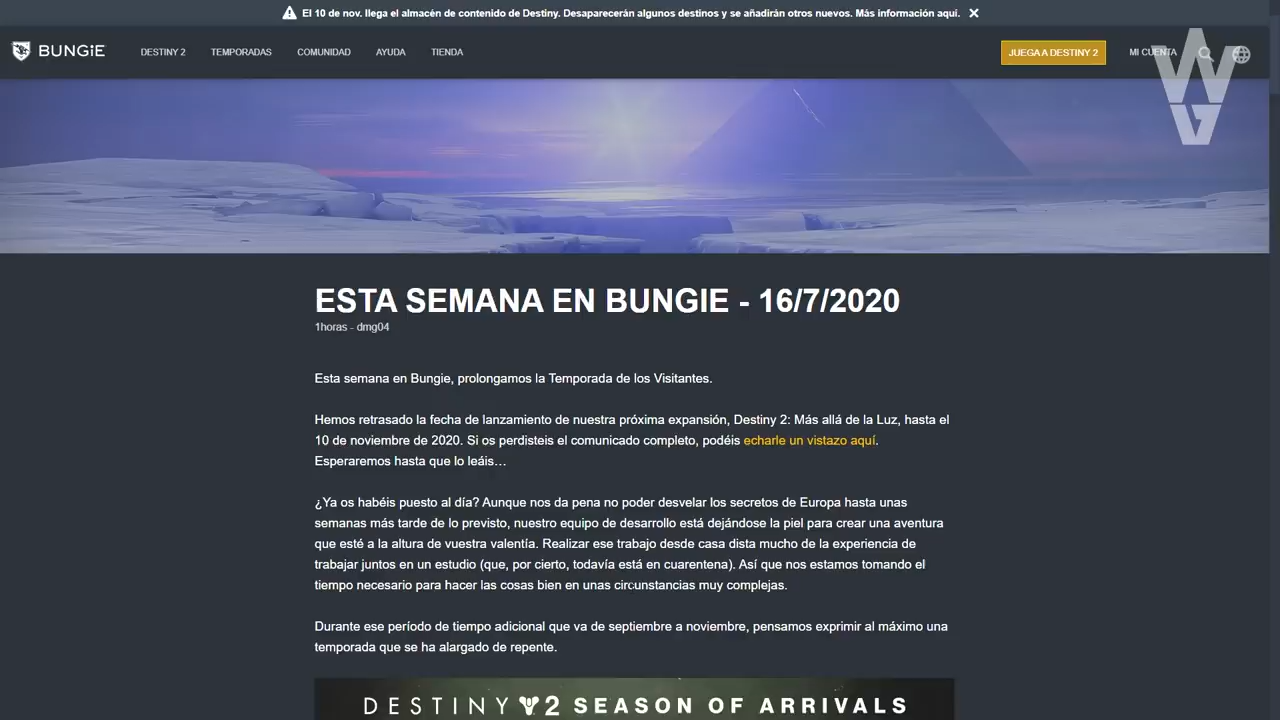 El 10 de nov. llega el almacén de contenido de Destiny. Desaparecerán algunos destinos y se añadirán otros nuevos. Más información aquí.
BUNGiE
DESTINY 2
TEMPORADAS
COMUNIDAD
AYUDA
TIENDA
JUEGA A DESTINY 2
MI CUENTA
WG
ESTA SEMANA EN BUNGIE - 16/7/2020
1horas - dmg04
Esta semana en Bungie, prolongamos la Temporada de los Visitantes.
Hemos retrasado la fecha de lanzamiento de nuestra próxima expansión, Destiny 2: Más allá de la Luz, hasta el
10 de noviembre de 2020. Si os perdisteis el comunicado completo, podéis echarle un vistazo aquí.
Esperaremos hasta que lo leáis…
¿Ya os habéis puesto al día? Aunque nos da pena no poder desvelar los secretos de Europa hasta unas
semanas más tarde de lo previsto, nuestro equipo de desarrollo está dejándose la piel para crear una aventura
que esté a la altura de vuestra valentía. Realizar ese trabajo desde casa dista mucho de la experiencia de
trabajar juntos en un estudio (que, por cierto, todavía está en cuarentena). Así que nos estamos tomando el
tiempo necesario para hacer las cosas bien en unas circunstancias muy complejas.
Durante ese período de tiempo adicional que va de septiembre a noviembre, pensamos exprimir al máximo una
temporada que se ha alargado de repente.
DESTINY 2 SEASON OF ARRIVALS